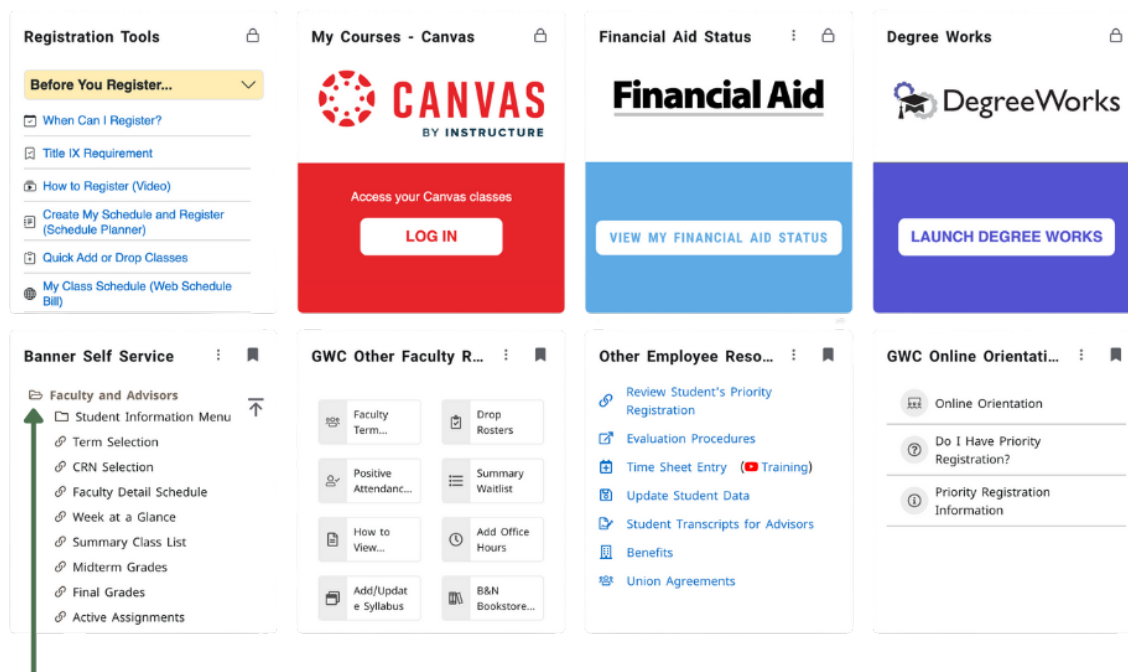 Registration Tools
Before You Register...
When Can I Register?
Title IX Requirement
How to Register (Video)
Create My Schedule and Register
(Schedule Planner)
Quick Add or Drop Classes
My Class Schedule (Web Schedule
Bill)
My Courses - Canvas
CANVAS
BY INSTRUCTURE
Access your Canvas classes
LOG IN
Financial Aid Status
Financial Aid
VIEW MY FINANCIAL AID STATUS
Degree Works
DegreeWorks
LAUNCH DEGREE WORKS
Banner Self Service
Faculty and Advisors
Student Information Menu
Term Selection
CRN Selection
Faculty Detail Schedule
Week at a Glance
Summary Class List
Midterm Grades
Final Grades
Active Assignments
GWC Other Faculty R...
Faculty
Term...
Drop
Rosters
Positive
Attendanc...
Summary
Waitlist
How to
View...
Add Office
Hours
Add/Updat
e Syllabus
B&N
Bookstore...
Other Employee Reso...
Review Student's Priority
Registration
Evaluation Procedures
Time Sheet Entry (Training)
Update Student Data
Student Transcripts for Advisors
Benefits
Union Agreements
GWC Online Orientati...
Online Orientation
Do I Have Priority
Registration?
Priority Registration
Information